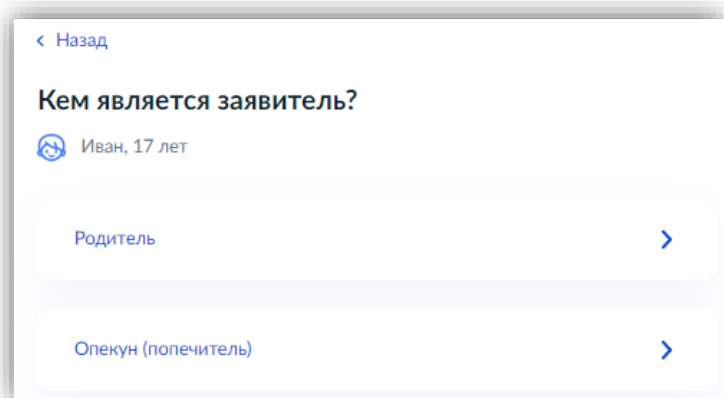 Назад
Кем является заявитель?
Иван, 17 лет
Родитель
Опекун (попечитель)